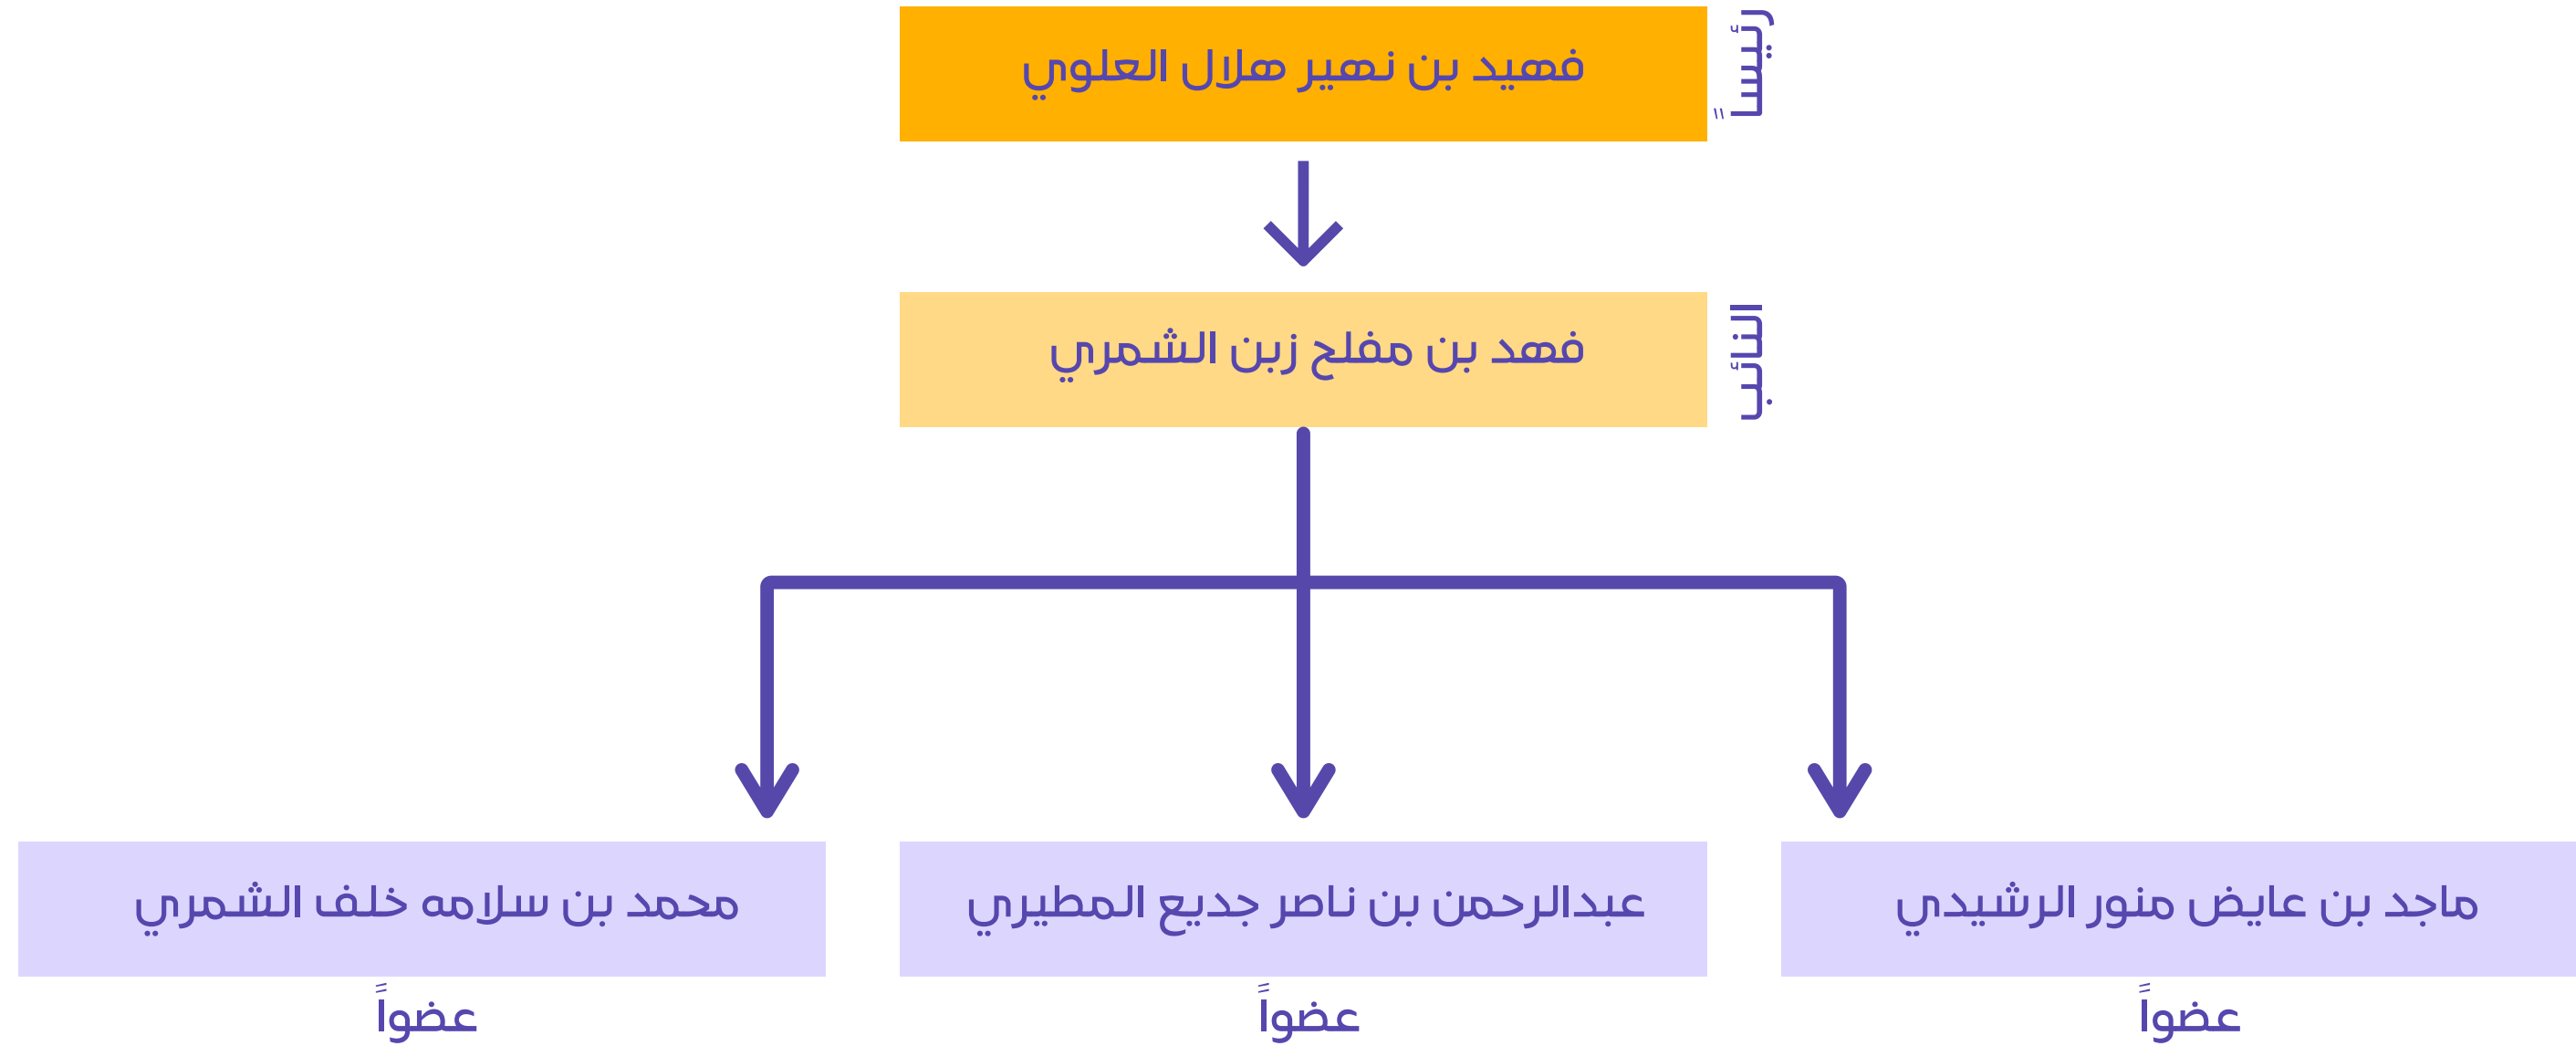 فهيد بن نهير هلال العلوي
رئيساً
فهد بن مفلح زبن الشمري
النائب
ماجد بن عايض منور الرشيدي
عبدالرحمن بن ناصر جديع المطيري
محمد بن سلامه خلف الشمري
عضواً
عضواً
عضواً